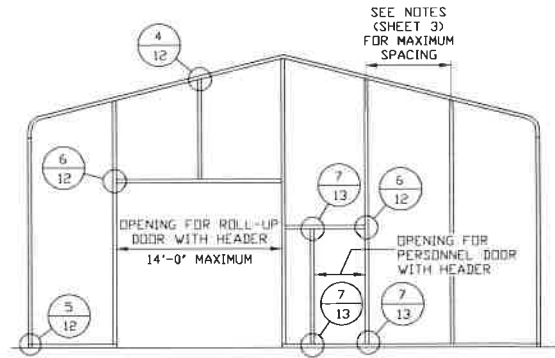 SEE NOTES
(SHEET 3)
FOR MAXIMUM
SPACING
4
12
6
12
7
13
6
12
OPENING FOR ROLL-UP
DOOR WITH HEADER
14'-0" MAXIMUM
OPENING FOR
PERSONNEL DOOR
WITH HEADER
5
12
7
13
7
13